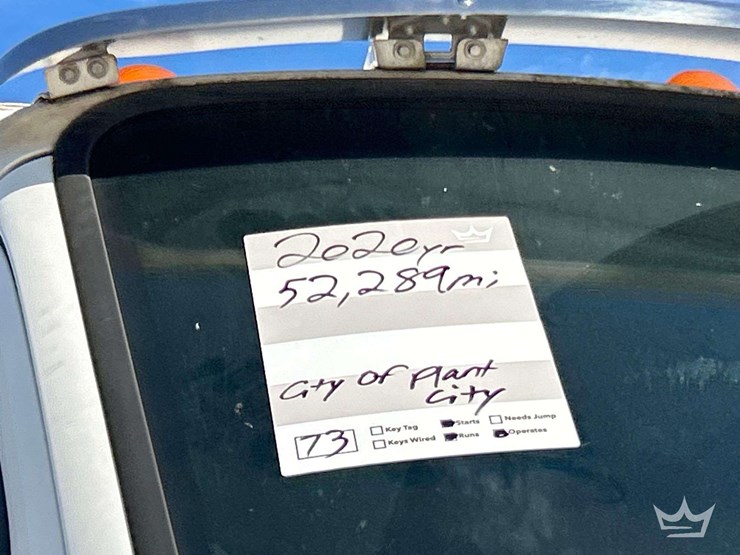 2020yr
52,289mi
City Of Plant
City
73
Key Tag
Starts
Needs Jump
Keys Wired
Runs
Operates